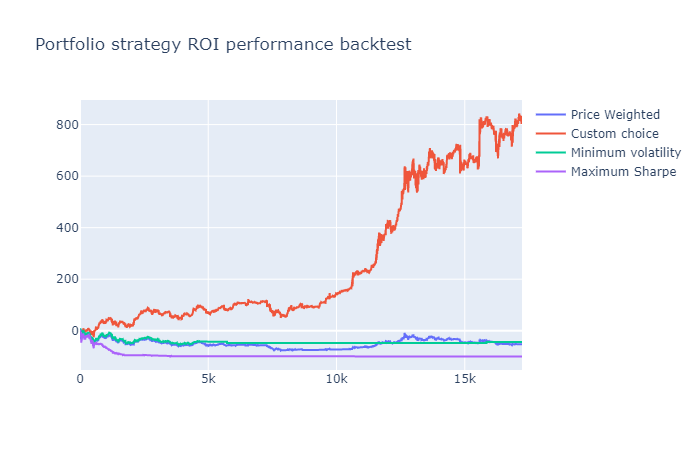 Portfolio strategy ROI performance backtest
800
600
400
200
0
0 5k 10k 15k
Price Weighted
Custom choice
Minimum volatility
Maximum Sharpe